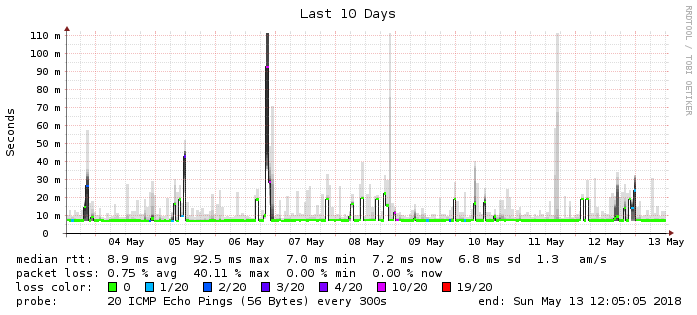 Last 10 Days
RRDTOOL / TOBI OETIKER
Seconds
110 m
100 m
90 m
80 m
70 m
60 m
50 m
40 m
30 m
20 m
10 m
0
04 May 05 May 06 May 07 May 08 May 09 May 10 May 11 May 12 May 13 May
median rtt: 8.9 ms avg 92.5 ms max 7.0 ms min 7.2 ms now 6.8 ms sd 1.3 am/s
packet loss: 0.75 % avg 40.11 % max 0.00 % min 0.00 % now
loss color: 0 1/20 2/20 3/20 4/20 10/20 19/20
probe: 20 ICMP Echo Pings (56 Bytes) every 300s end: Sun May 13 12:05:05 2018